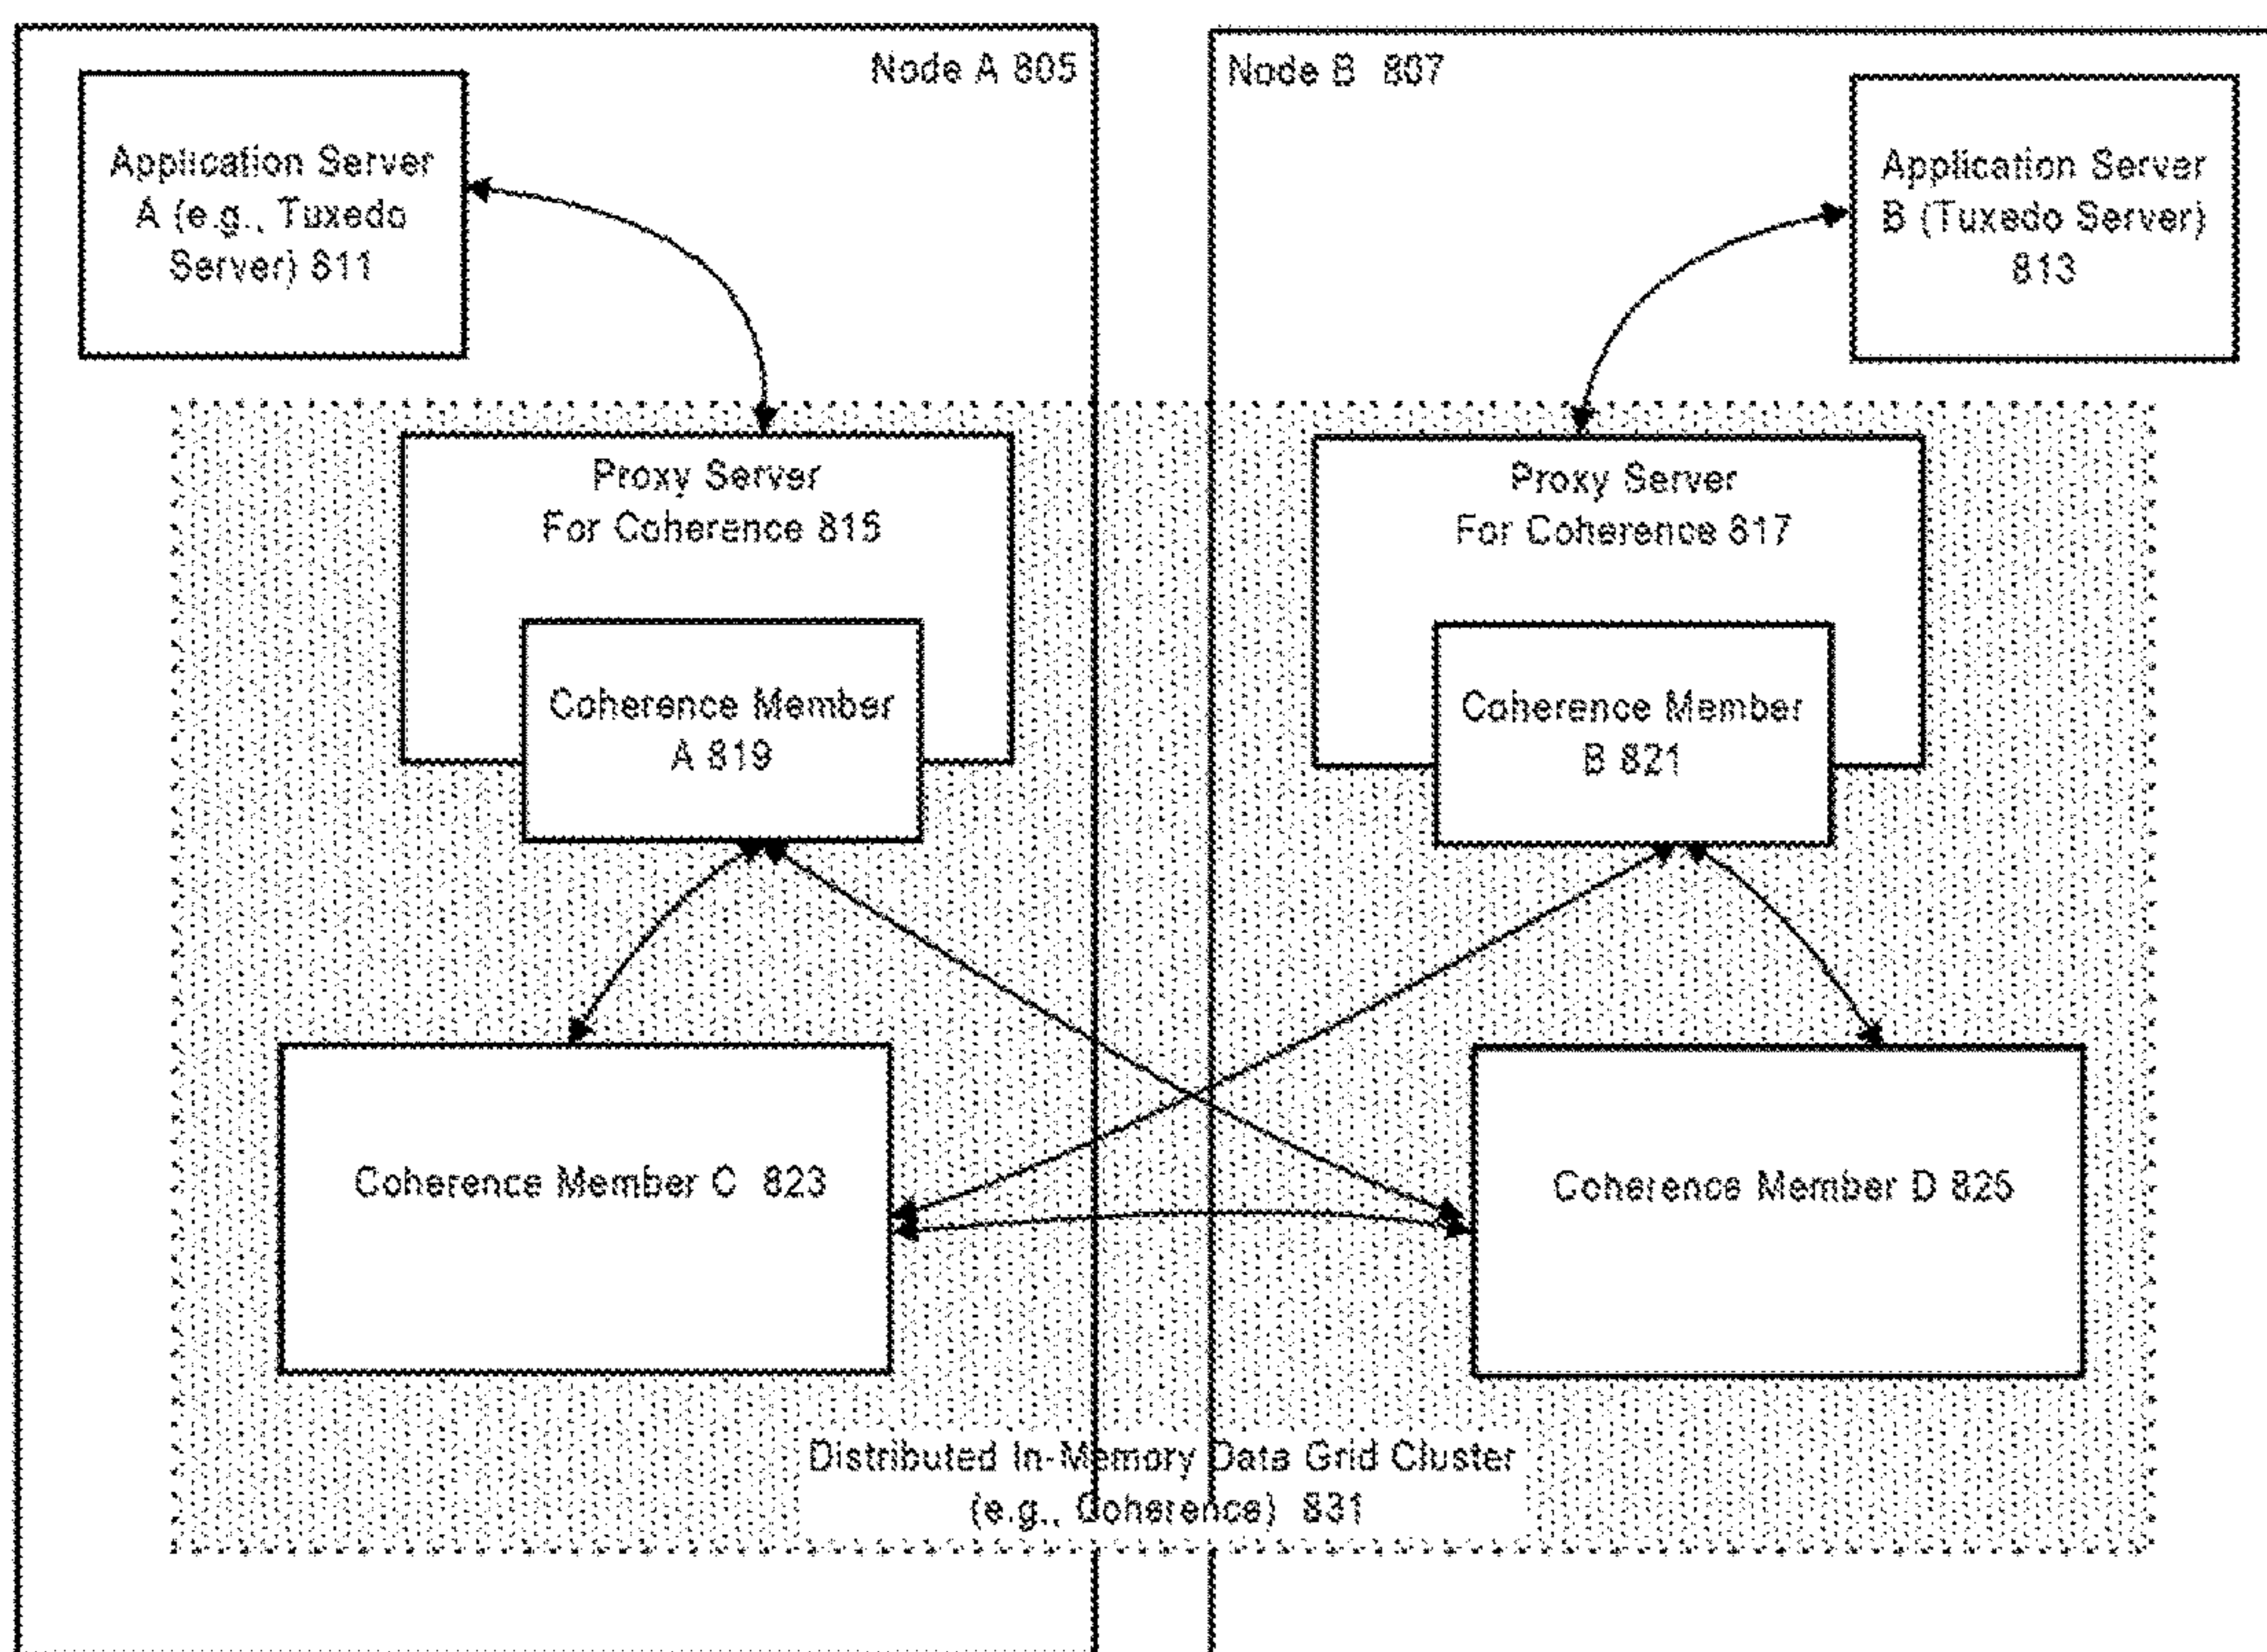 Node A 805
Node B 807
Application Server
A (e.g., Tuxedo
Server) 811
Application Server
B (Tuxedo Server)
813
Proxy Server
For Coherence 815
Proxy Server
For Coherence 817
Coherence Member
A 819
Coherence Member
B 821
Coherence Member C 823
Coherence Member D 825
Distributed In-Memory Data Grid Cluster
(e.g., Coherence) 831